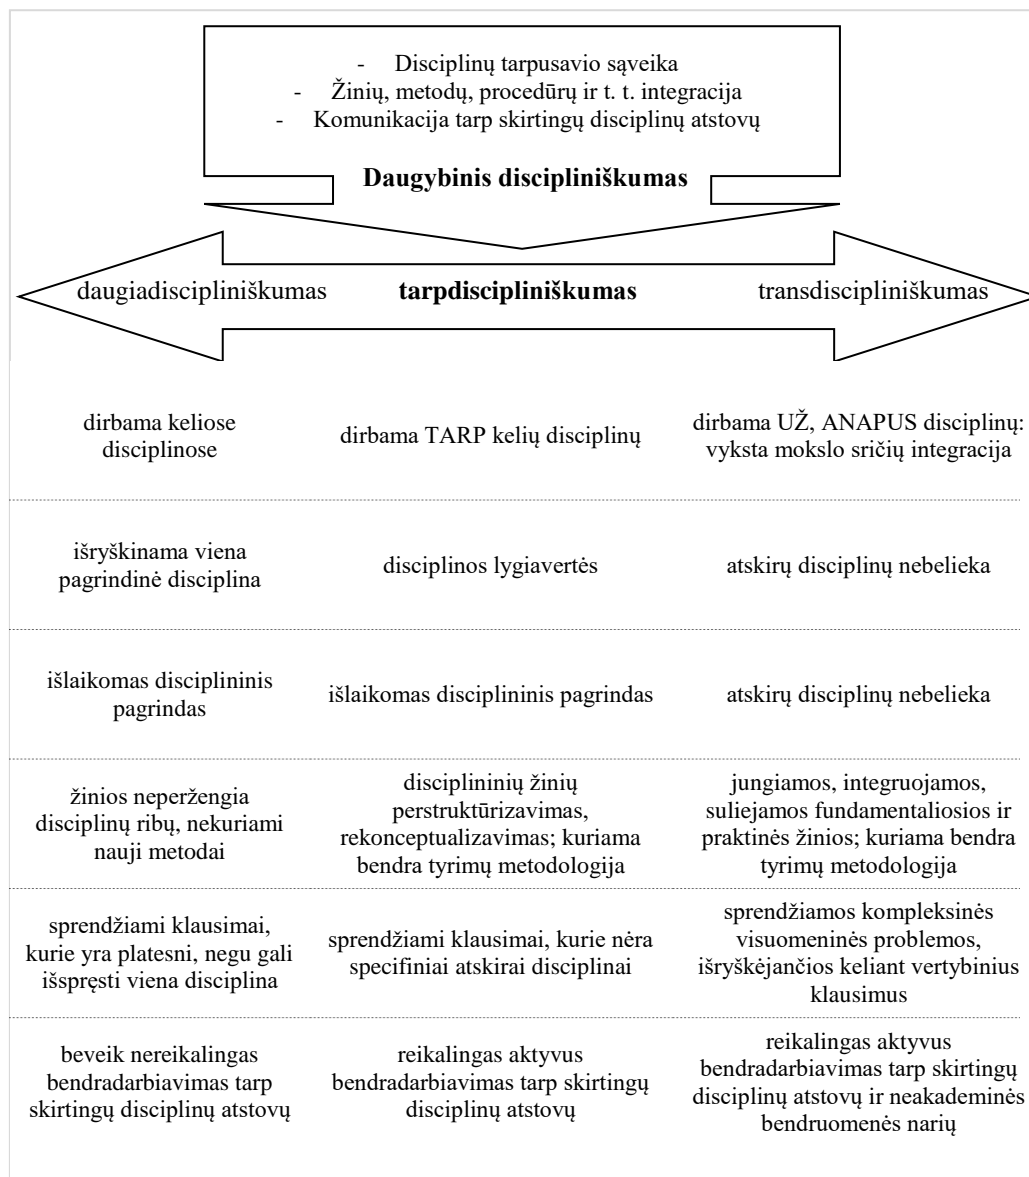 - Disciplinų tarpusavio sąveika
- Žinių, metodų, procedūrų ir t. t. integracija
- Komunikacija tarp skirtingų disciplinų atstovų
Daugybinis discipliniškumas
daugiadiscipliniškumas
tarpdiscipliniškumas
transdiscipliniškumas
dirbama keliose
disciplinose
dirbama TARP kelių disciplinų
dirbama UŽ, ANAPUS disciplinų:
vyksta mokslo sričių integracija
išryškinama viena
pagrindinė disciplina
disciplinos lygiavertės
atskirų disciplinų nebelieka
išlaikomas disciplininis
pagrindas
išlaikomas disciplininis pagrindas
atskirų disciplinų nebelieka
žinios neperžengia
disciplinų ribų, nekuriami
nauji metodai
disciplininių žinių
perstruktūrizavimas,
rekonceptualizavimas; kuriama
bendra tyrimų metodologija
jungiamos, integruojamos,
suliejamos fundamentaliosios ir
praktinės žinios; kuriama bendra
tyrimų metodologija
sprendžiami klausimai,
kurie yra platesni, negu gali
išspręsti viena disciplina
sprendžiami klausimai, kurie nėra
specifiniai atskirai disciplinai
sprendžiamos kompleksinės
visuomeninės problemos,
išryškėjančios keliant vertybinius
klausimus
beveik nereikalingas
bendradarbiavimas tarp
skirtingų disciplinų atstovų
reikalingas aktyvus
bendradarbiavimas tarp skirtingų
disciplinų atstovų
reikalingas aktyvus
bendradarbiavimas tarp skirtingų
disciplinų atstovų ir neakademinės
bendruomenės narių